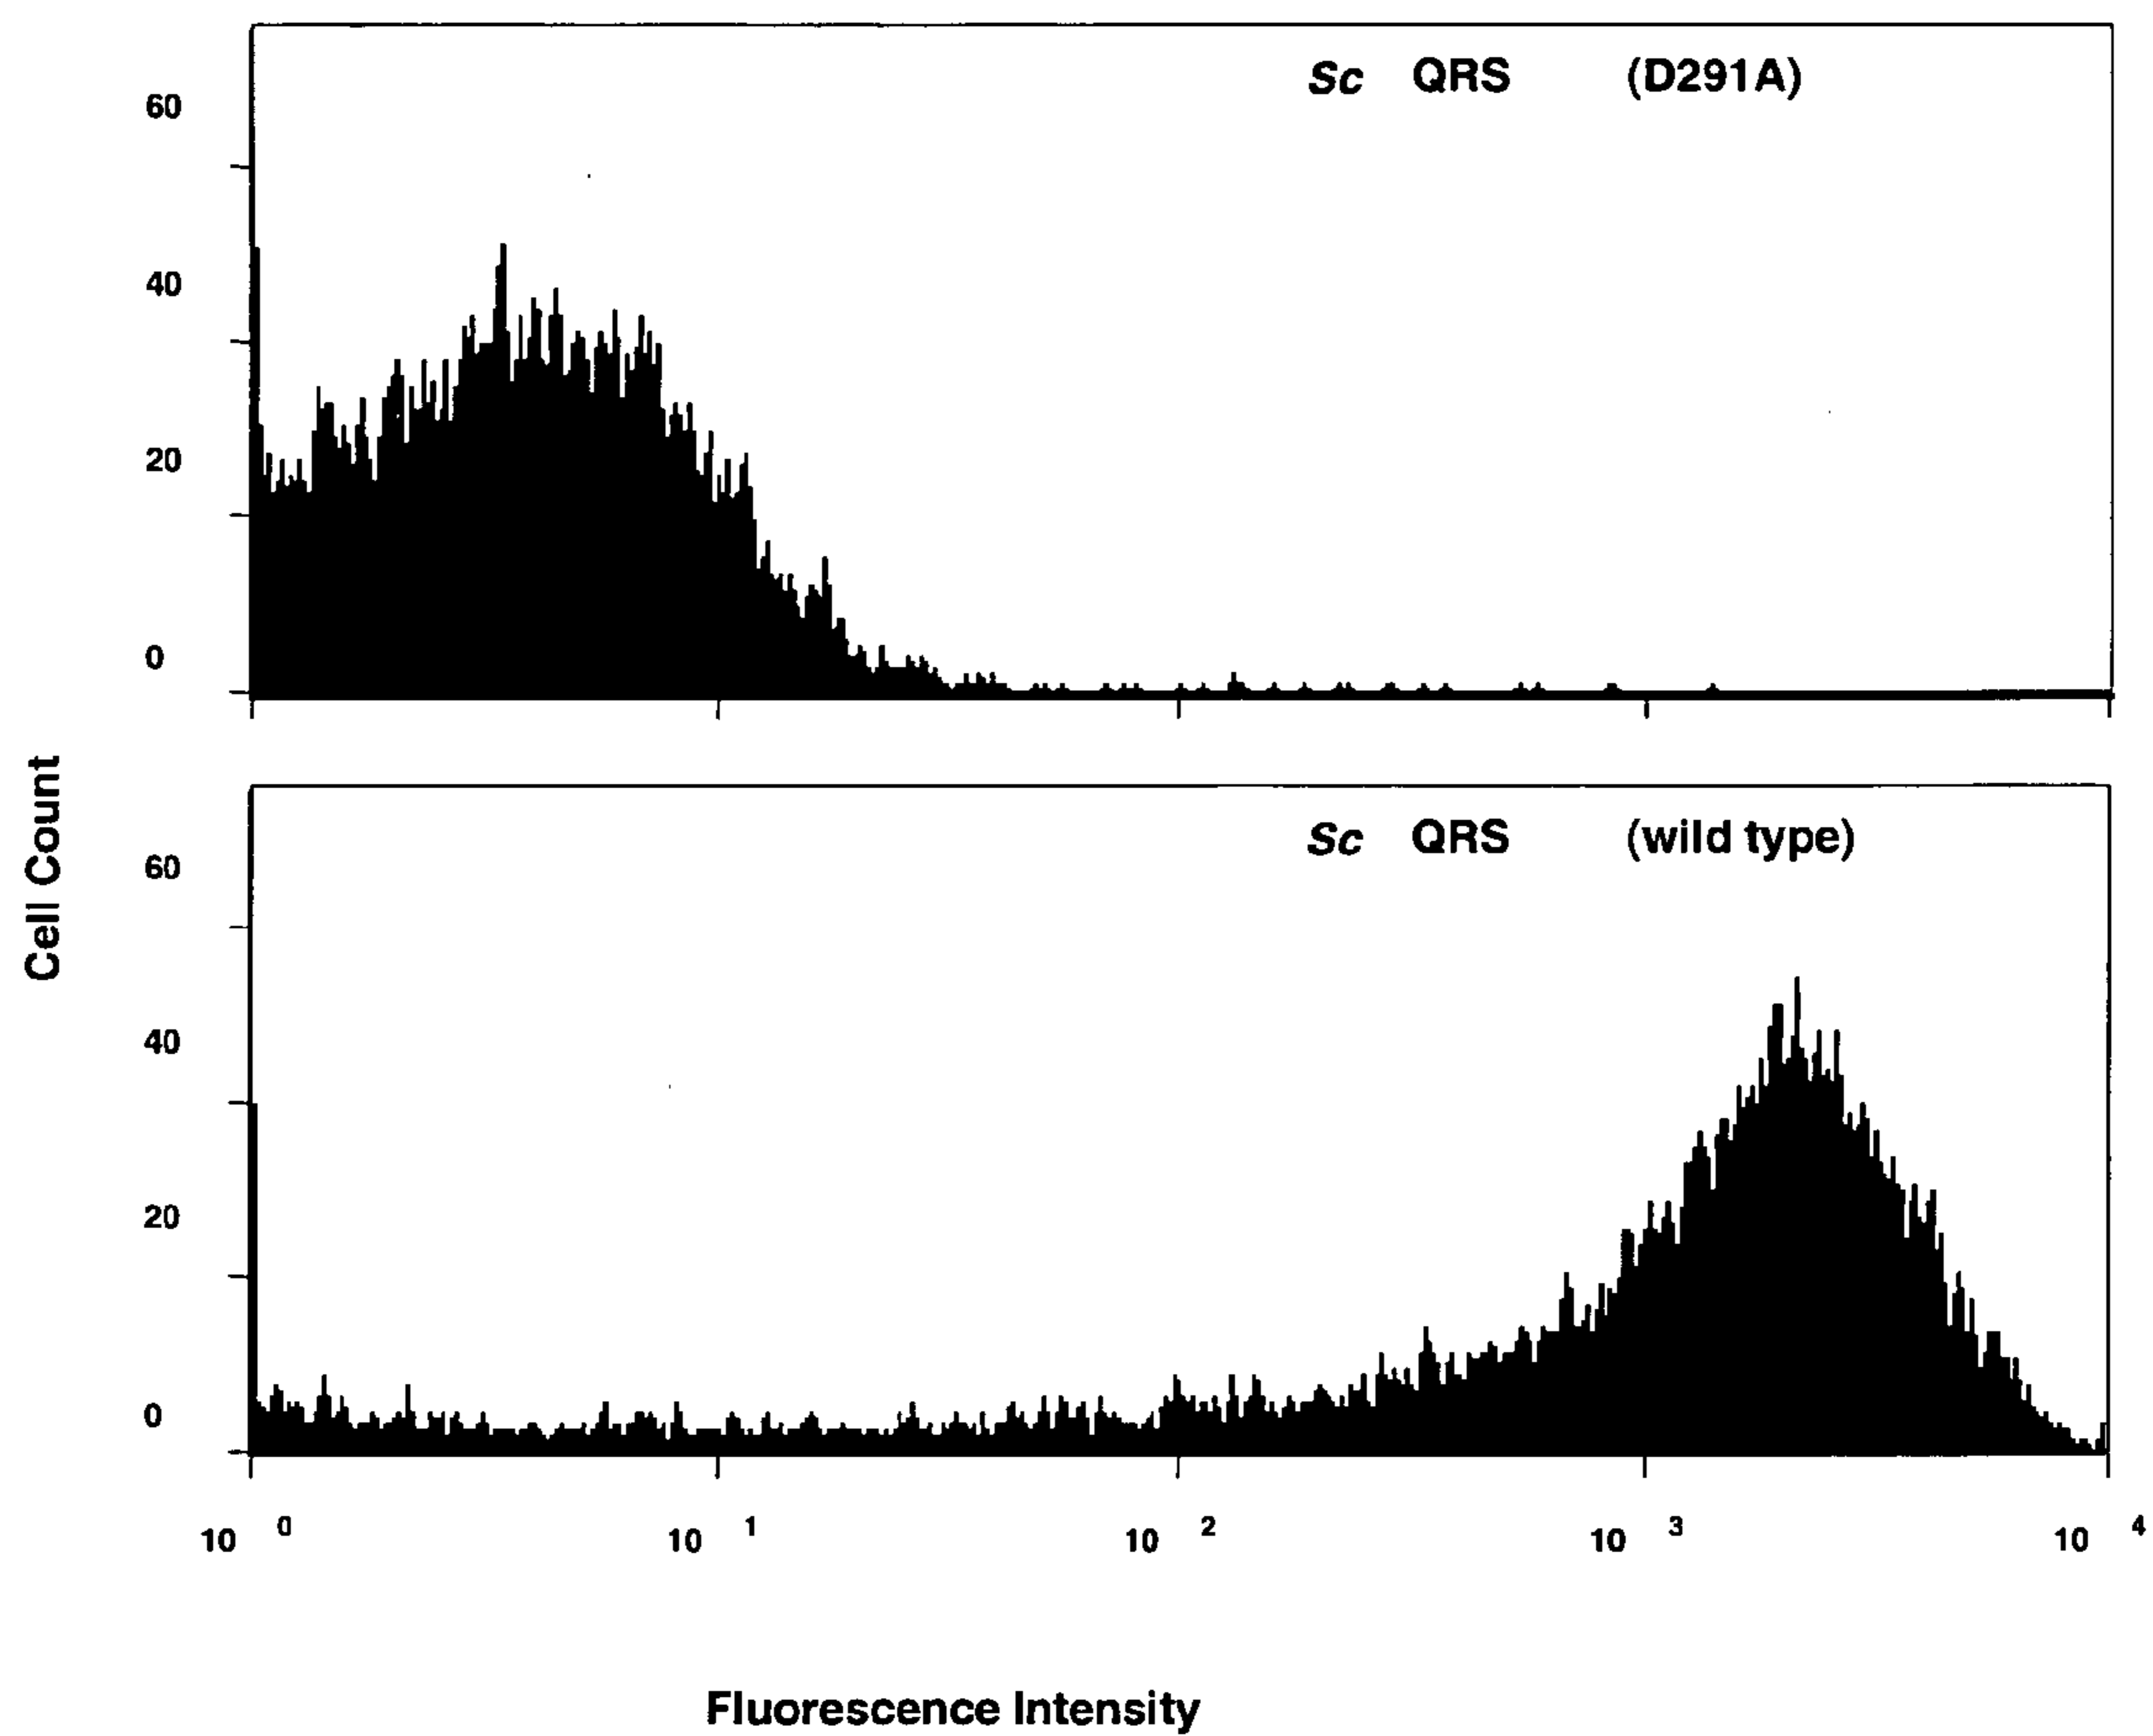 Sc QRS (D291A)
60
40
20
0
Cell Count
Sc QRS (wild type)
60
40
20
0
10 0 10 1 10 2 10 3 10 4
Fluorescence Intensity